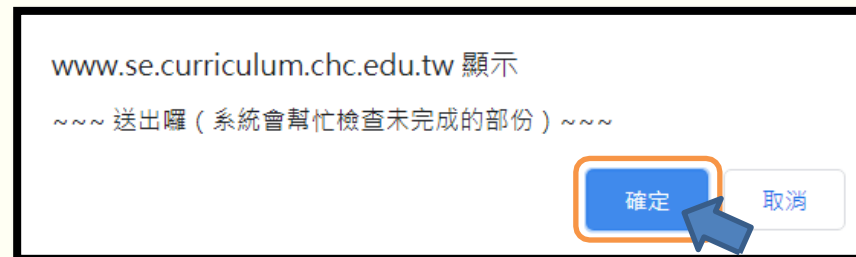 www.se.curriculum.chc.edu.tw 顯示
~~~ 送出囉 ( 系統會幫忙檢查未完成的部份 ) ~~~
確定 取消